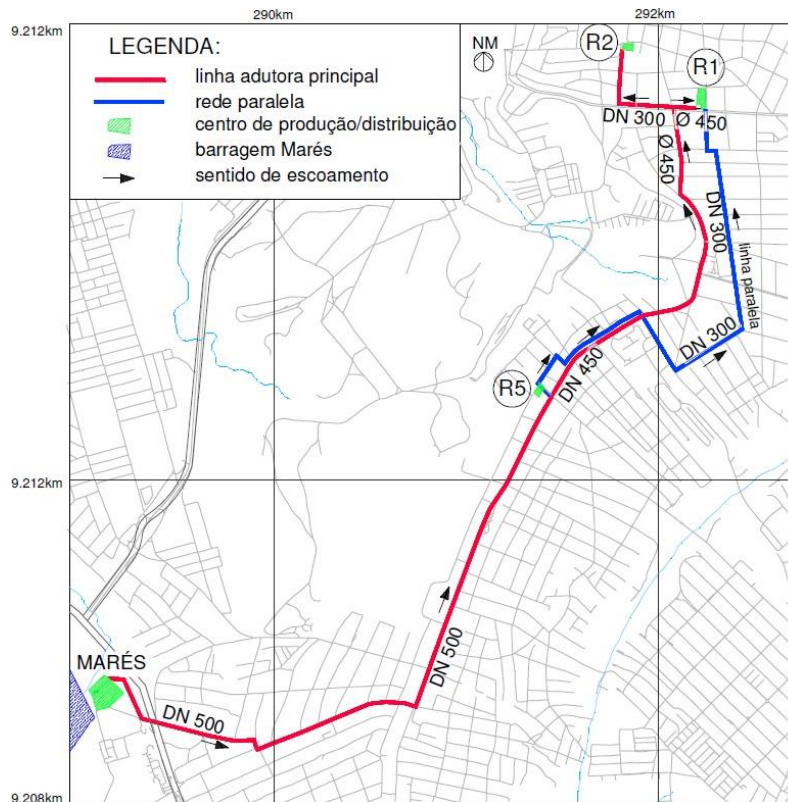 290km
292km
9.212km
LEGENDA:
linha adutora principal
rede paralela
centro de produção/distribuição
barragem Marés
sentido de escoamento
NM
R2
R1
DN 300
Ø 450
Ø 450
DN 300
linha paralela
DN 300
DN 450
R5
9.212km
DN 500
MARÉS
DN 500
9.208km